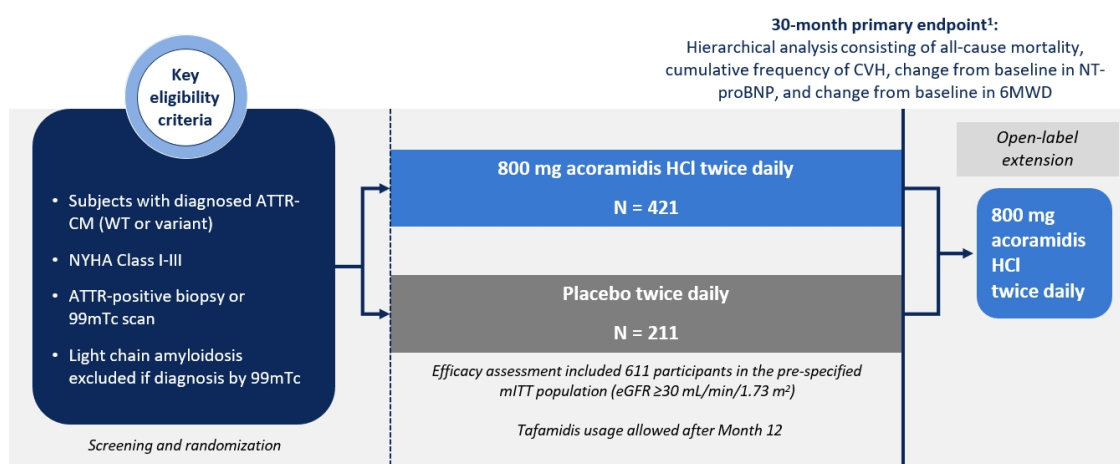 30-month primary endpoint¹:
Hierarchical analysis consisting of all-cause mortality,
cumulative frequency of CVH, change from baseline in NT-
proBNP, and change from baseline in 6MWD
Key
eligibility
criteria
• Subjects with diagnosed ATTR-
CM (WT or variant)
• NYHA Class I-III
• ATTR-positive biopsy or
99mTc scan
• Light chain amyloidosis
excluded if diagnosis by 99mTc
Screening and randomization
800 mg acoramidis HCl twice daily
N = 421
Placebo twice daily
N = 211
Efficacy assessment included 611 participants in the pre-specified
mITT population (eGFR ≥30 mL/min/1.73 m²)
Tafamidis usage allowed after Month 12
Open-label
extension
800 mg
acoramidis
HCl
twice daily